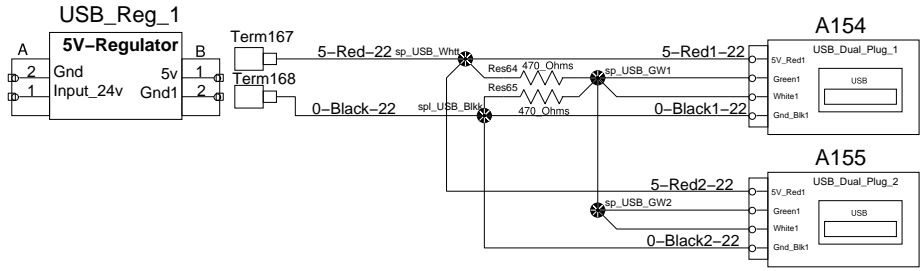 USB_Reg_1
A
5V-Regulator
B
2
Gnd
5v
1
1
Input_24v
Gnd1
2
Term167
Term168
5-Red-22
sp_USB_Whtt
Res64
470_Ohms
sp_USB_GW1
Res65
470_Ohms
0-Black-22
spl_USB_Blkk
5-Red1-22
0-Black1-22
A154
USB_Dual_Plug_1
5V_Red1
Green1
White1
Gnd_Blk1
USB
A155
USB_Dual_Plug_2
5-Red2-22
5V_Red1
sp_USB_GW2
Green1
White1
0-Black2-22
Gnd_Blk1
USB